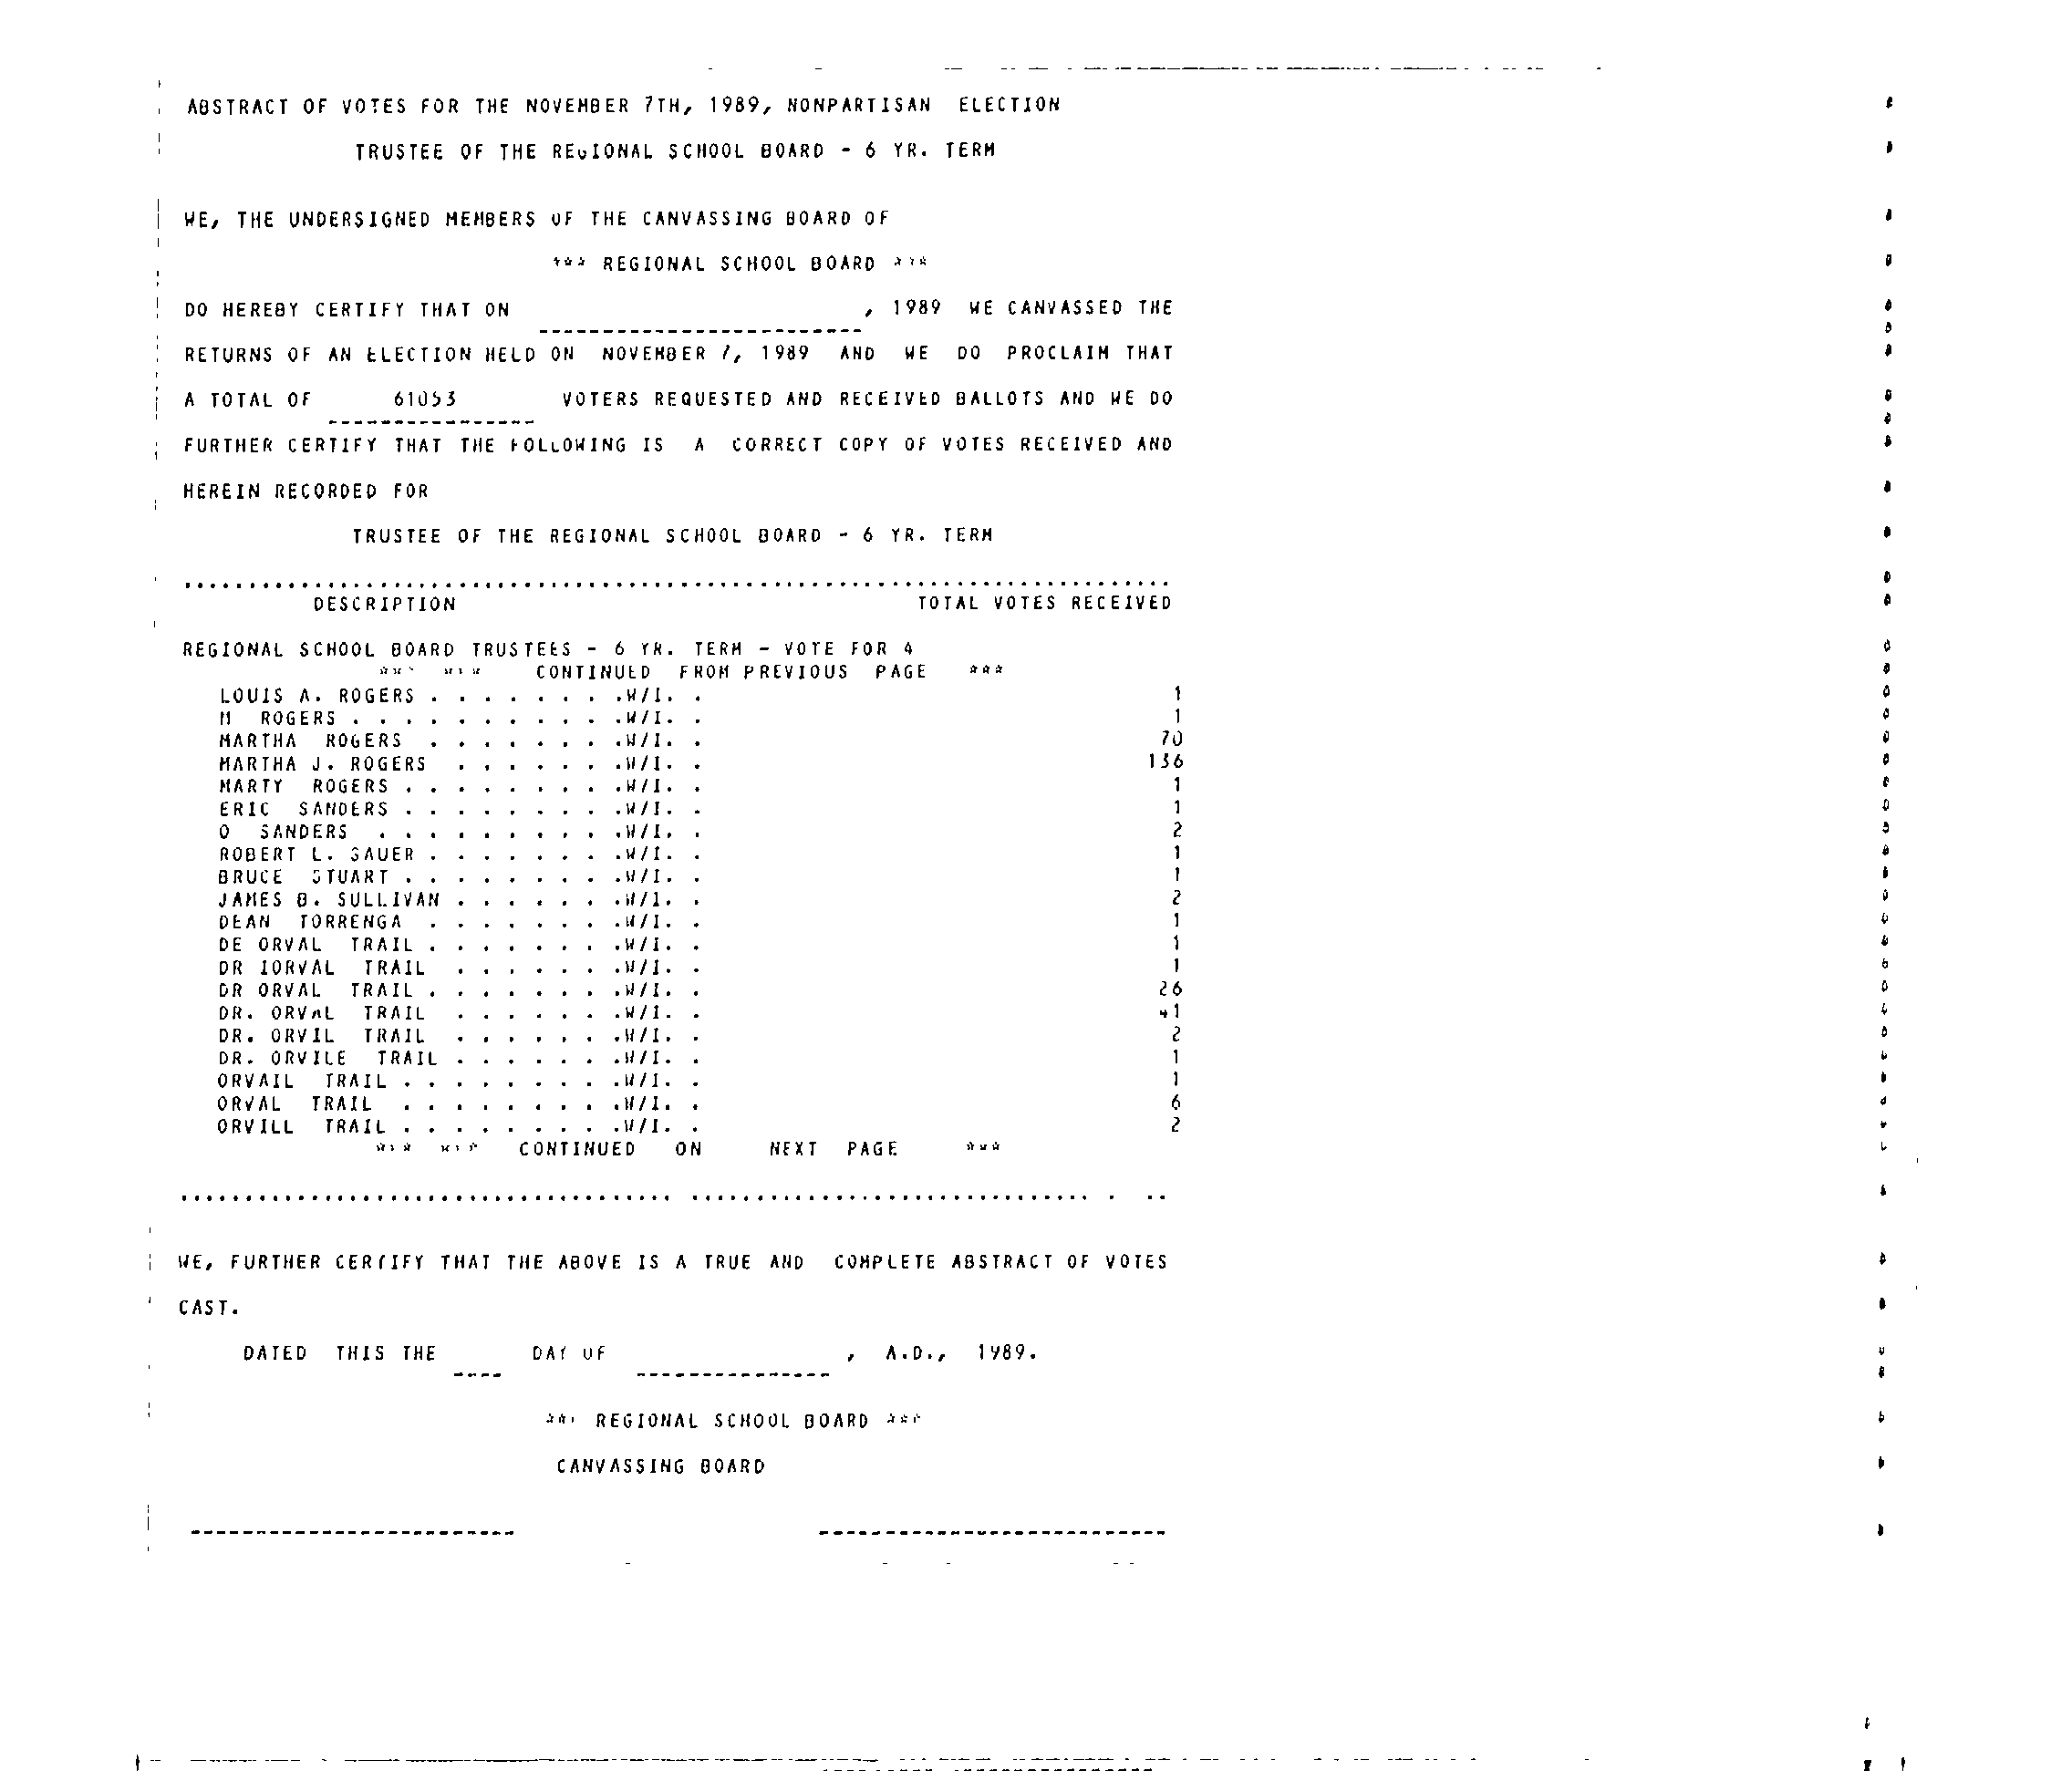 ABSTRACT OF VOTES FOR THE NOVEMBER 7TH, 1989, NONPARTISAN ELECTION
TRUSTEE OF THE REGIONAL SCHOOL BOARD - 6 YR. TERM
WE, THE UNDERSIGNED MEMBERS OF THE CANVASSING BOARD OF
*** REGIONAL SCHOOL BOARD ***
DO HEREBY CERTIFY THAT ON , 1989 WE CANVASSED THE
RETURNS OF AN ELECTION HELD ON NOVEMBER 7, 1989 AND WE DO PROCLAIM THAT
A TOTAL OF 61053 VOTERS REQUESTED AND RECEIVED BALLOTS AND WE DO
FURTHER CERTIFY THAT THE FOLLOWING IS A CORRECT COPY OF VOTES RECEIVED AND
HEREIN RECORDED FOR
TRUSTEE OF THE REGIONAL SCHOOL BOARD - 6 YR. TERM
DESCRIPTION TOTAL VOTES RECEIVED
REGIONAL SCHOOL BOARD TRUSTEES - 6 YR. TERM - VOTE FOR 4
*** *** CONTINUED FROM PREVIOUS PAGE ***
LOUIS A. ROGERS . . . . . . . .W/I. . 1
M ROGERS . . . . . . . . . . .W/I. . 1
MARTHA ROGERS . . . . . . . .W/I. . 70
MARTHA J. ROGERS . . . . . . .W/I. . 136
MARTY ROGERS . . . . . . . . .W/I. . 1
ERIC SANDERS . . . . . . . . .W/I. . 1
O SANDERS . . . . . . . . . .W/I. . 2
ROBERT L. SAUER . . . . . . . .W/I. . 1
BRUCE STUART . . . . . . . . .W/I. . 1
JAMES B. SULLIVAN . . . . . . .W/I. . 2
DEAN TORRENGA . . . . . . . .W/I. . 1
DE ORVAL TRAIL . . . . . . . .W/I. . 1
DR IORVAL TRAIL . . . . . . .W/I. . 1
DR ORVAL TRAIL . . . . . . . .W/I. . 26
DR. ORVAL TRAIL . . . . . . .W/I. . 41
DR. ORVIL TRAIL . . . . . . .W/I. . 2
DR. ORVILE TRAIL . . . . . . .W/I. . 1
ORVAIL TRAIL . . . . . . . . .W/I. . 1
ORVAL TRAIL . . . . . . . . .W/I. . 6
ORVILL TRAIL . . . . . . . . .W/I. . 2
*** *** CONTINUED ON NEXT PAGE ***
WE, FURTHER CERTIFY THAT THE ABOVE IS A TRUE AND COMPLETE ABSTRACT OF VOTES
CAST.
DATED THIS THE DAY OF , A.D., 1989.
*** REGIONAL SCHOOL BOARD ***
CANVASSING BOARD